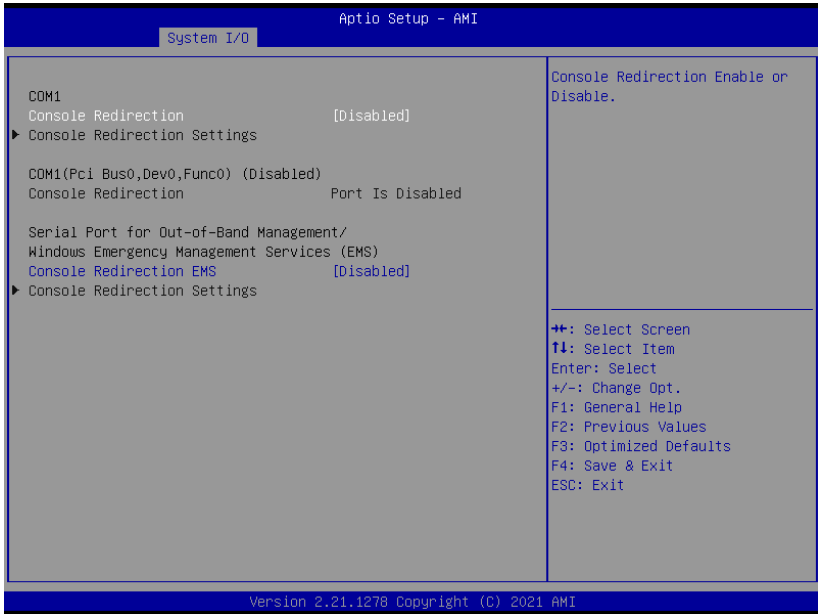 Aptio Setup – AMI
System I/O
COM1
Console Redirection [Disabled]
▶ Console Redirection Settings
COM1(Pci Bus0,Dev0,Func0) (Disabled)
Console Redirection Port Is Disabled
Serial Port for Out-of-Band Management/
Windows Emergency Management Services (EMS)
Console Redirection EMS [Disabled]
▶ Console Redirection Settings
Console Redirection Enable or
Disable.
→←: Select Screen
↑↓: Select Item
Enter: Select
+/-: Change Opt.
F1: General Help
F2: Previous Values
F3: Optimized Defaults
F4: Save & Exit
ESC: Exit
Version 2.21.1278 Copyright (C) 2021 AMI